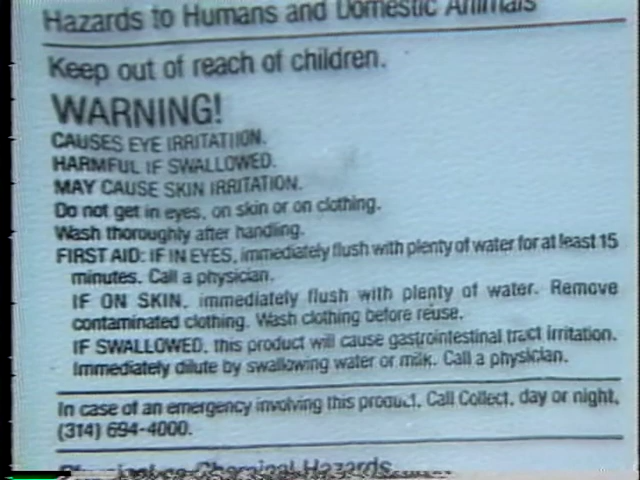 Hazards to Humans and Domestic Animals
Keep out of reach of children.
WARNING!
CAUSES EYE IRRITATION.
HARMFUL IF SWALLOWED.
MAY CAUSE SKIN IRRITATION.
Do not get in eyes, on skin or on clothing.
Wash thoroughly after handling.
FIRST AID: IF IN EYES, immediately flush with plenty of water for at least 15
minutes. Call a physician.
IF ON SKIN, immediately flush with plenty of water. Remove
contaminated clothing. Wash clothing before reuse.
IF SWALLOWED, this product will cause gastrointestinal tract irritation.
Immediately dilute by swallowing water or milk. Call a physician.
In case of an emergency involving this product, Call Collect, day or night,
(314) 694-4000.
Chemical Hazards